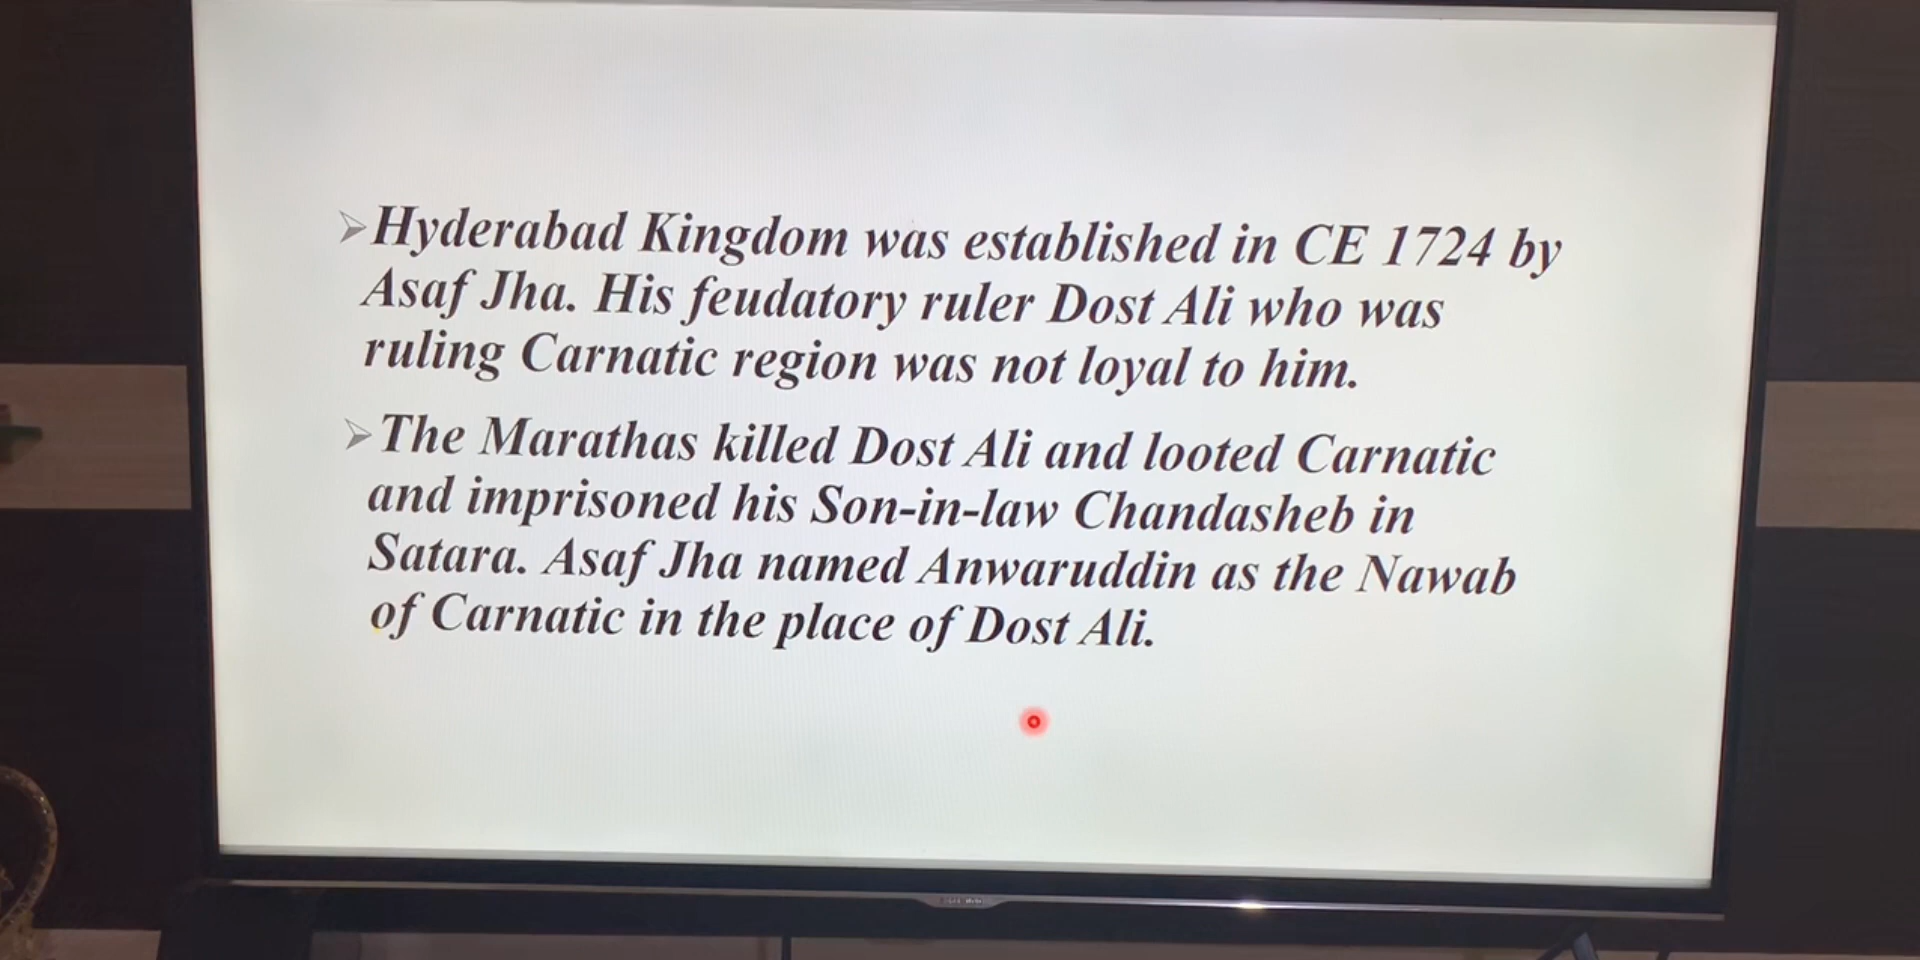 Hyderabad Kingdom was established in CE 1724 by
Asaf Jha. His feudatory ruler Dost Ali who was
ruling Carnatic region was not loyal to him.
The Marathas killed Dost Ali and looted Carnatic
and imprisoned his Son-in-law Chandasheb in
Satara. Asaf Jha named Anwaruddin as the Nawab
of Carnatic in the place of Dost Ali.